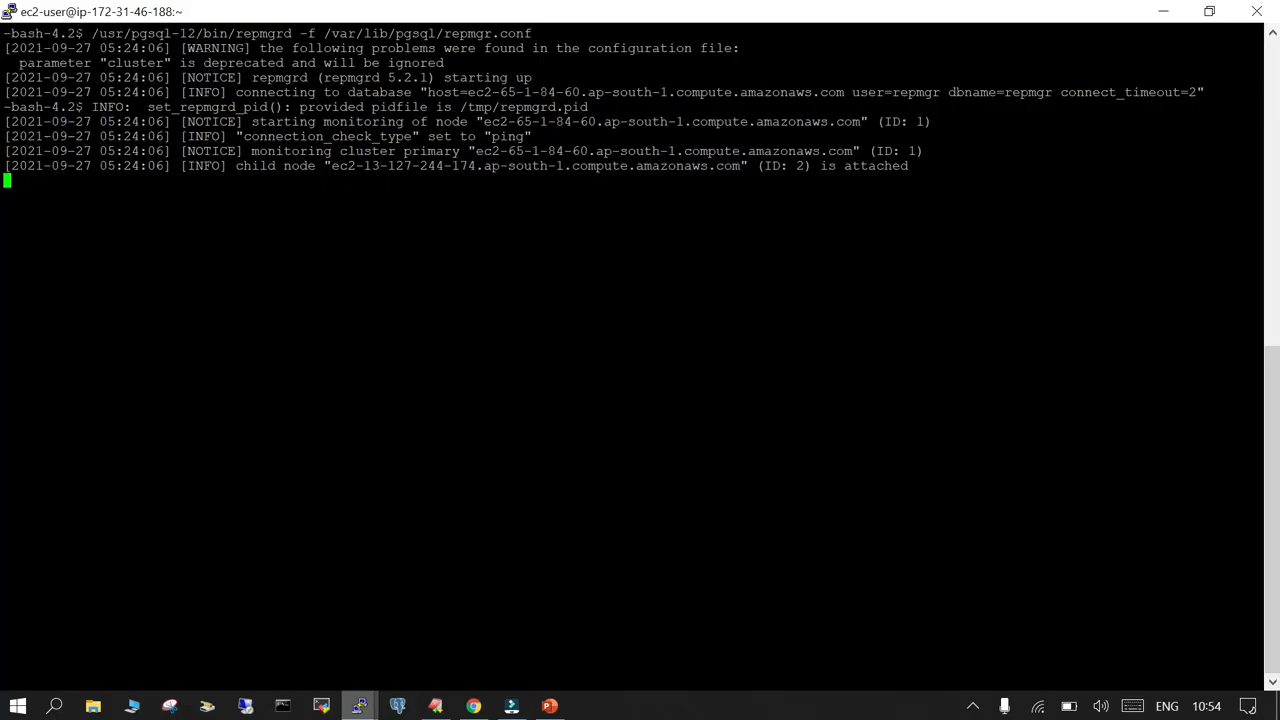 ec2-user@ip-172-31-46-188:~
-bash-4.2$ /usr/pgsql-12/bin/repmgrd -f /var/lib/pgsql/repmgr.conf
[2021-09-27 05:24:06] [WARNING] the following problems were found in the configuration file:
  parameter "cluster" is deprecated and will be ignored
[2021-09-27 05:24:06] [NOTICE] repmgrd (repmgrd 5.2.1) starting up
[2021-09-27 05:24:06] [INFO] connecting to database "host=ec2-65-1-84-60.ap-south-1.compute.amazonaws.com user=repmgr dbname=repmgr connect_timeout=2"
-bash-4.2$ INFO:  set_repmgrd_pid(): provided pidfile is /tmp/repmgrd.pid
[2021-09-27 05:24:06] [NOTICE] starting monitoring of node "ec2-65-1-84-60.ap-south-1.compute.amazonaws.com" (ID: 1)
[2021-09-27 05:24:06] [INFO] "connection_check_type" set to "ping"
[2021-09-27 05:24:06] [NOTICE] monitoring cluster primary "ec2-65-1-84-60.ap-south-1.compute.amazonaws.com" (ID: 1)
[2021-09-27 05:24:06] [INFO] child node "ec2-13-127-244-174.ap-south-1.compute.amazonaws.com" (ID: 2) is attached
ENG 10:54